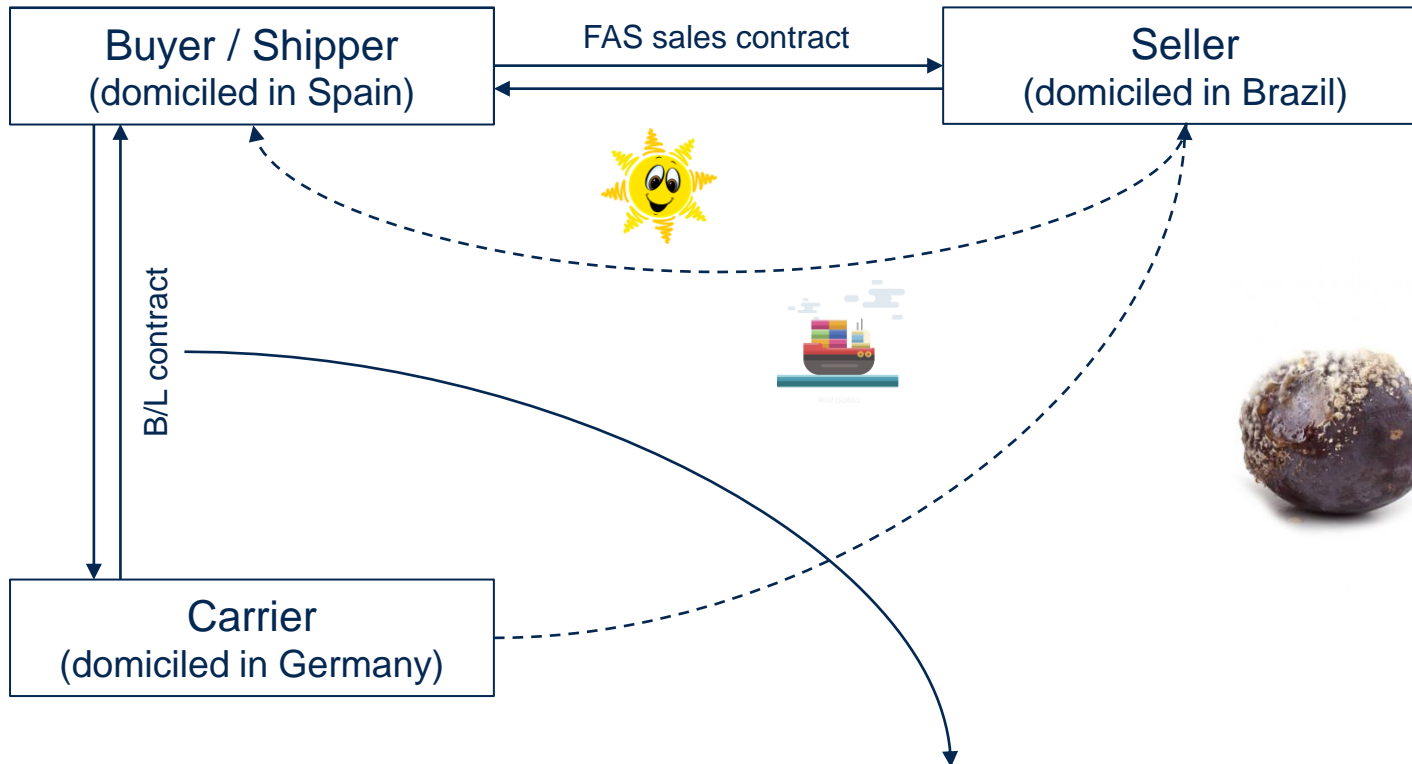 Buyer / Shipper
(domiciled in Spain)
FAS sales contract
Seller
(domiciled in Brazil)
B/L contract
Carrier
(domiciled in Germany)